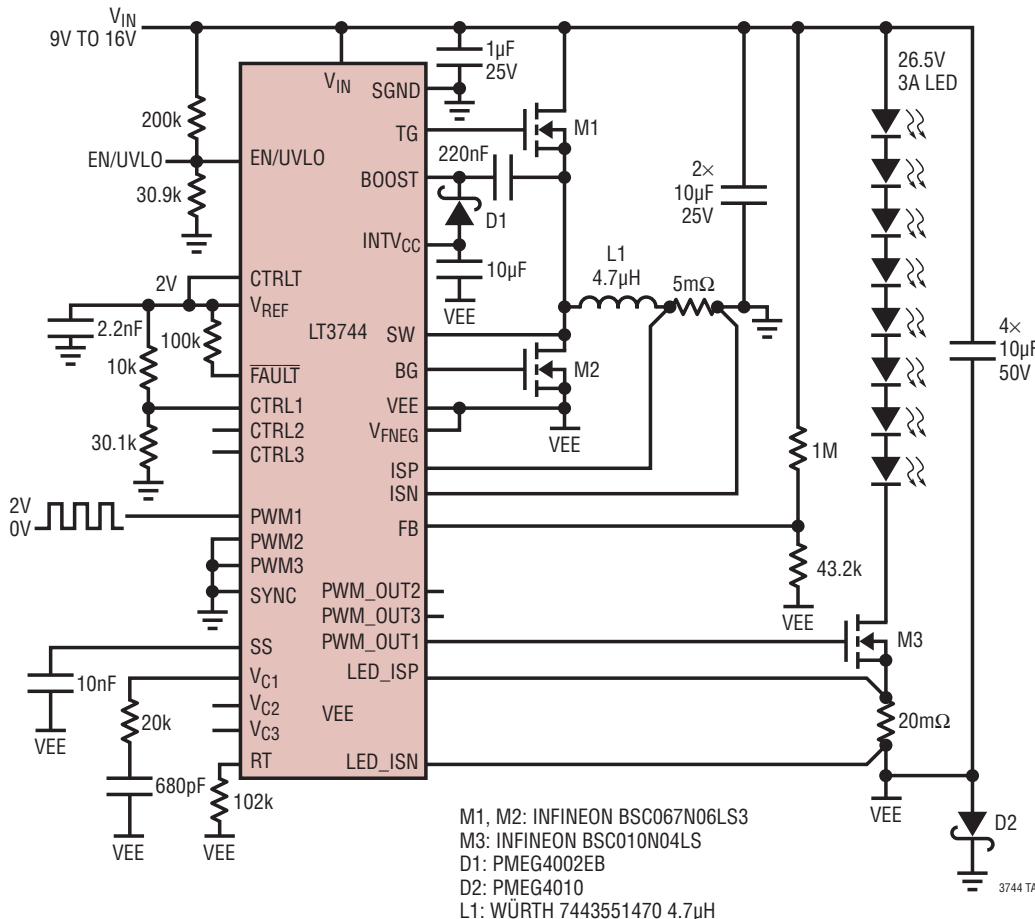 VIN
9V TO 16V
200k
EN/UVLO
30.9k
VIN
SGND
1µF
25V
TG
M1
EN/UVLO
BOOST
220nF
D1
INTVCC
10µF
VEE
2×
10µF
25V
26.5V
3A LED
4×
10µF
50V
2V
CTRLT
VREF
2.2nF
10k
100k
LT3744
FAULT
L1
4.7µH
5mΩ
SW
BG
M2
CTRL1
CTRL2
CTRL3
30.1k
VEE
VFNEG
VEE
ISP
ISN
1M
2V
0V
PWM1
PWM2
PWM3
SYNC
FB
43.2k
VEE
PWM_OUT2
PWM_OUT3
PWM_OUT1
M3
SS
10nF
VEE
VC1
VC2
VC3
VEE
LED_ISP
20mΩ
20k
RT
LED_ISN
680pF
VEE
102k
VEE
VEE
D2
M1, M2: INFINEON BSC067N06LS3
M3: INFINEON BSC010N04LS
D1: PMEG4002EB
D2: PMEG4010
L1: WÜRTH 7443551470 4.7µH
3744 TA